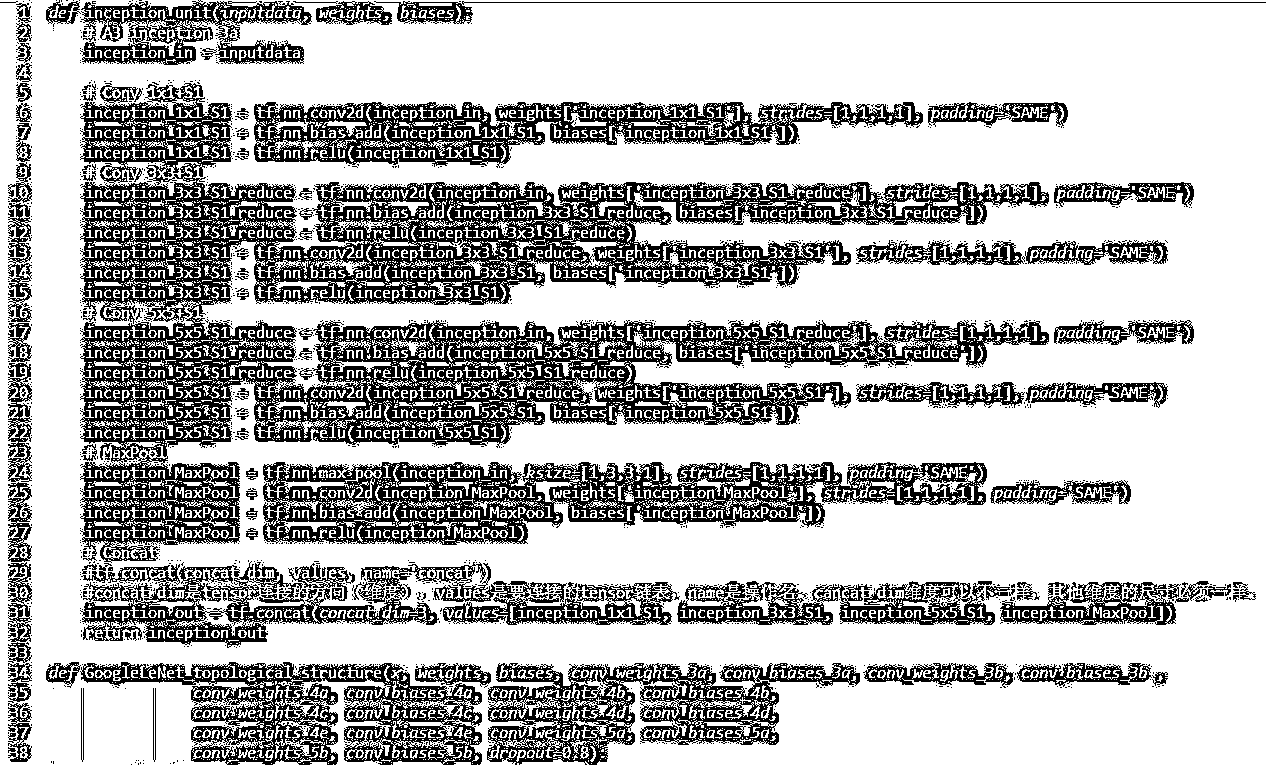 1 def inception_unit(inputdata, weights, biases):
2 # A3 inception 3a
3 inception_in = inputdata
4
5 # Conv 1x1+S1
6 inception_1x1_S1 = tf.nn.conv2d(inception_in, weights['inception_1x1_S1'], strides=[1,1,1,1], padding='SAME')
7 inception_1x1_S1 = tf.nn.bias_add(inception_1x1_S1, biases['inception_1x1_S1'])
8 inception_1x1_S1 = tf.nn.relu(inception_1x1_S1)
9 # Conv 3x3+S1
10 inception_3x3_S1_reduce = tf.nn.conv2d(inception_in, weights['inception_3x3_S1_reduce'], strides=[1,1,1,1], padding='SAME')
11 inception_3x3_S1_reduce = tf.nn.bias_add(inception_3x3_S1_reduce, biases['inception_3x3_S1_reduce'])
12 inception_3x3_S1_reduce = tf.nn.relu(inception_3x3_S1_reduce)
13 inception_3x3_S1 = tf.nn.conv2d(inception_3x3_S1_reduce, weights['inception_3x3_S1'], strides=[1,1,1,1], padding='SAME')
14 inception_3x3_S1 = tf.nn.bias_add(inception_3x3_S1, biases['inception_3x3_S1'])
15 inception_3x3_S1 = tf.nn.relu(inception_3x3_S1)
16 # Conv 5x5+S1
17 inception_5x5_S1_reduce = tf.nn.conv2d(inception_in, weights['inception_5x5_S1_reduce'], strides=[1,1,1,1], padding='SAME')
18 inception_5x5_S1_reduce = tf.nn.bias_add(inception_5x5_S1_reduce, biases['inception_5x5_S1_reduce'])
19 inception_5x5_S1_reduce = tf.nn.relu(inception_5x5_S1_reduce)
20 inception_5x5_S1 = tf.nn.conv2d(inception_5x5_S1_reduce, weights['inception_5x5_S1'], strides=[1,1,1,1], padding='SAME')
21 inception_5x5_S1 = tf.nn.bias_add(inception_5x5_S1, biases['inception_5x5_S1'])
22 inception_5x5_S1 = tf.nn.relu(inception_5x5_S1)
23 # MaxPool
24 inception_MaxPool = tf.nn.max_pool(inception_in, ksize=[1,3,3,1], strides=[1,1,1,1], padding='SAME')
25 inception_MaxPool = tf.nn.conv2d(inception_MaxPool, weights['inception_MaxPool'], strides=[1,1,1,1], padding='SAME')
26 inception_MaxPool = tf.nn.bias_add(inception_MaxPool, biases['inception_MaxPool'])
27 inception_MaxPool = tf.nn.relu(inception_MaxPool)
28 # Concat
29 #tf.concat(concat_dim, values, name='concat')
30 #concat_dim是tensor连接的方向（维度），values是要连接的tensor链表，name是操作名。cancat_dim维度可以不一样，其他维度的尺寸必须一样。
31 inception_out = tf.concat(concat_dim=3, values=[inception_1x1_S1, inception_3x3_S1, inception_5x5_S1, inception_MaxPool])
32 return inception_out
33
34 def GoogleLeNet_topological_structure(x, weights, biases, conv_weights_3a, conv_biases_3a, conv_weights_3b, conv_biases_3b ,
35 conv_weights_4a, conv_biases_4a, conv_weights_4b, conv_biases_4b,
36 conv_weights_4c, conv_biases_4c, conv_weights_4d, conv_biases_4d,
37 conv_weights_4e, conv_biases_4e, conv_weights_5a, conv_biases_5a,
38 conv_weights_5b, conv_biases_5b, dropout=0.8):